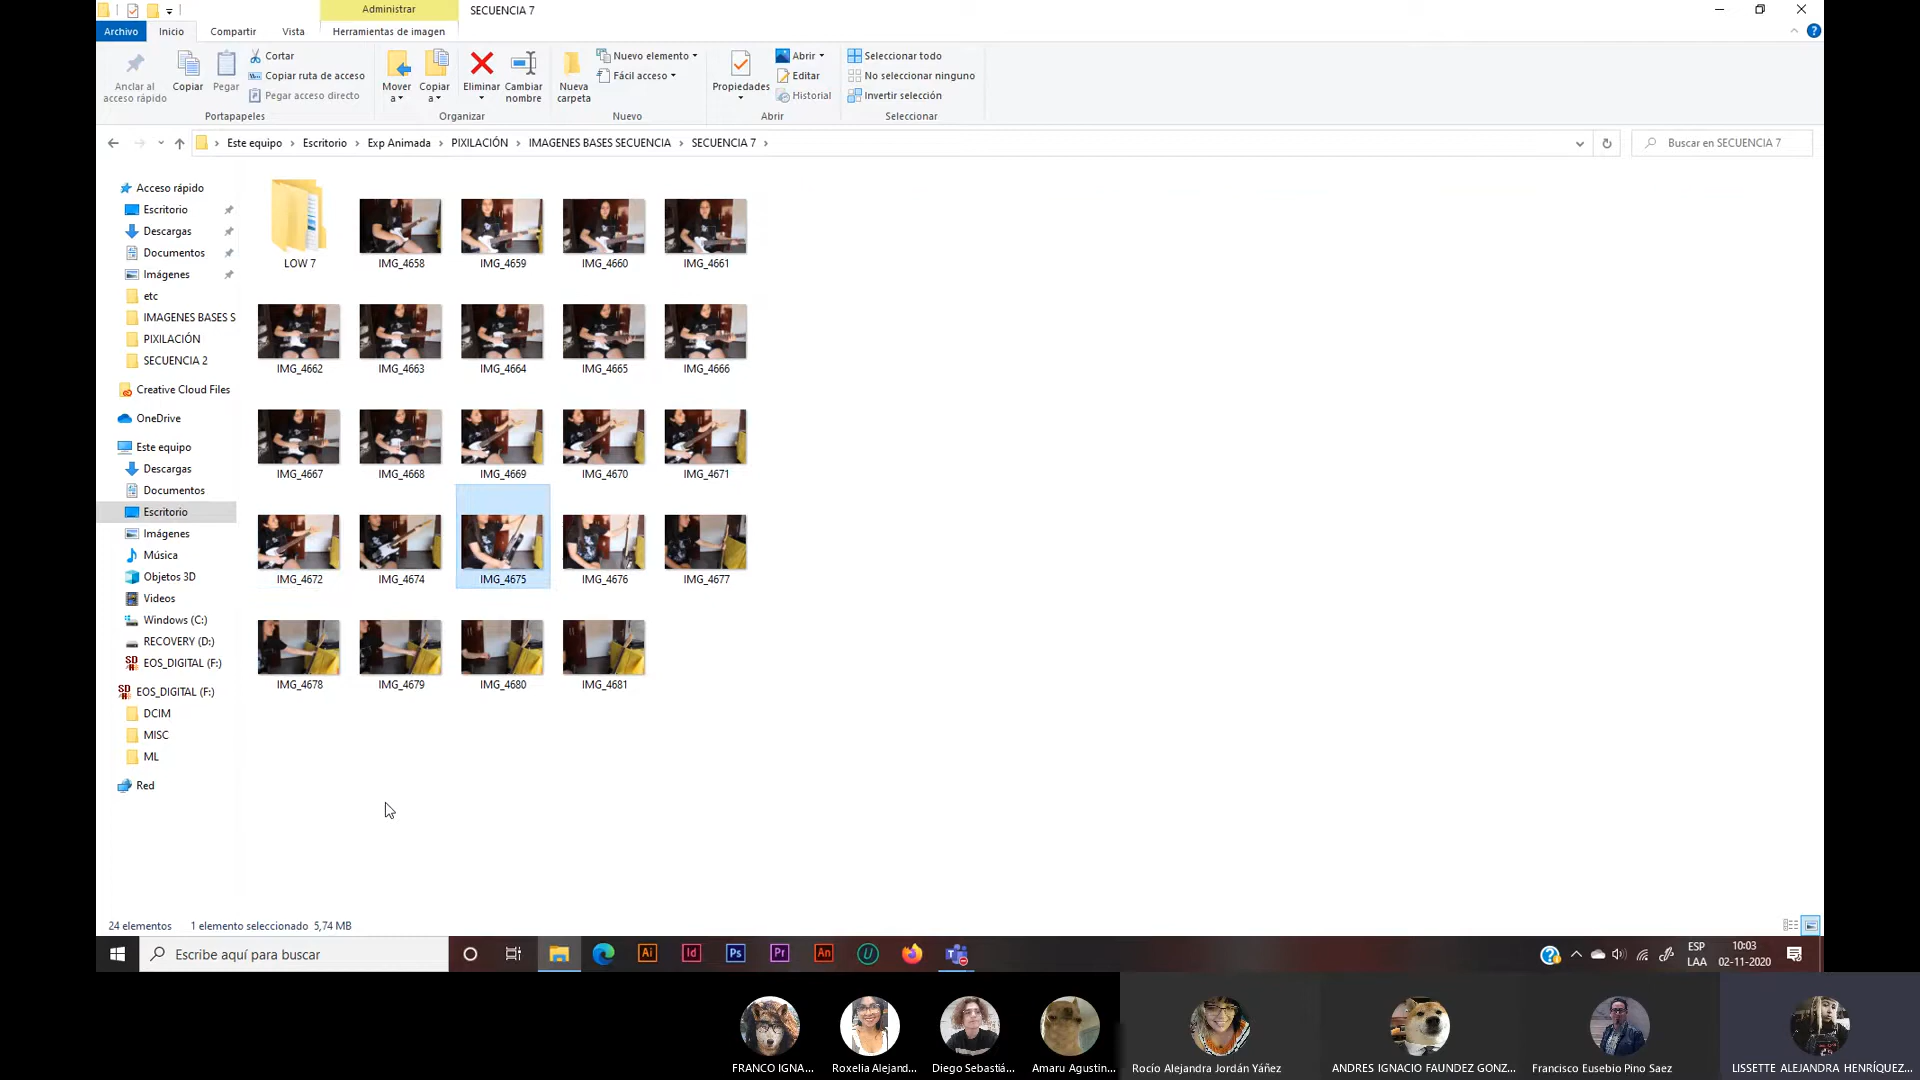 Administrar
SECUENCIA 7
Archivo
Inicio
Compartir
Vista
Herramientas de imagen
Anclar al acceso rápido
Copiar
Pegar
Cortar
Copiar ruta de acceso
Pegar acceso directo
Portapapeles
Mover a
Copiar a
Eliminar
Cambiar nombre
Organizar
Nueva carpeta
Nuevo elemento
Fácil acceso
Nuevo
Propiedades
Abrir
Editar
Historial
Abrir
Seleccionar todo
No seleccionar ninguno
Invertir selección
Seleccionar
Este equipo > Escritorio > Exp Animada > PIXILACIÓN > IMAGENES BASES SECUENCIA > SECUENCIA 7 >
Buscar en SECUENCIA 7
Acceso rápido
Escritorio
Descargas
Documentos
Imágenes
etc
IMAGENES BASES S
PIXILACIÓN
SECUENCIA 2
Creative Cloud Files
OneDrive
Este equipo
Descargas
Documentos
Escritorio
Imágenes
Música
Objetos 3D
Videos
Windows (C:)
RECOVERY (D:)
EOS_DIGITAL (F:)
EOS_DIGITAL (F:)
DCIM
MISC
ML
Red
LOW 7
IMG_4658
IMG_4659
IMG_4660
IMG_4661
IMG_4662
IMG_4663
IMG_4664
IMG_4665
IMG_4666
IMG_4667
IMG_4668
IMG_4669
IMG_4670
IMG_4671
IMG_4672
IMG_4674
IMG_4675
IMG_4676
IMG_4677
IMG_4678
IMG_4679
IMG_4680
IMG_4681
24 elementos
1 elemento seleccionado 5,74 MB
Escribe aquí para buscar
Ai
Id
Ps
Pr
An
ESP
LAA
10:03
02-11-2020
FRANCO IGNA...
Roxelia Alejand...
Diego Sebastiá...
Amaru Agustin...
Rocío Alejandra Jordán Yáñez
ANDRES IGNACIO FAUNDEZ GONZ...
Francisco Eusebio Pino Saez
LISSETTE ALEJANDRA HENRÍQUEZ...